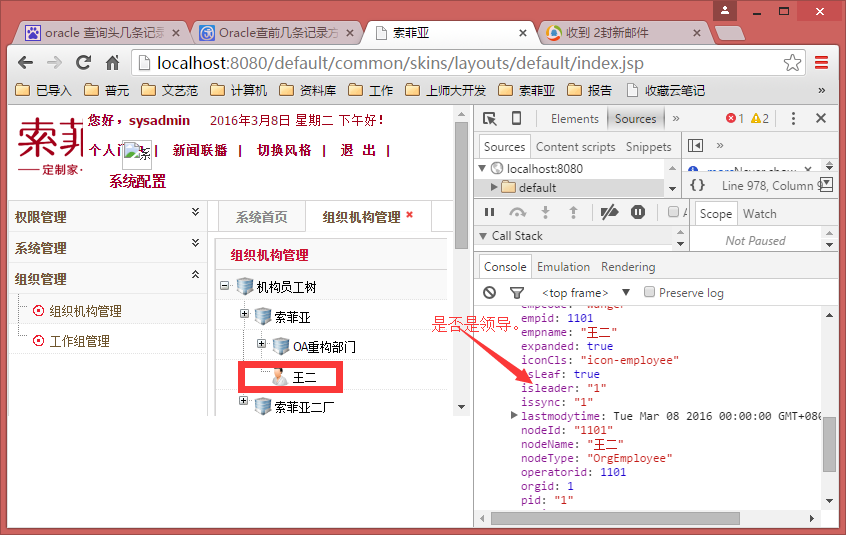 oracle 查询头几条记录
Oracle查前几条记录方
索菲亚
收到 2封新邮件
localhost:8080/default/common/skins/layouts/default/index.jsp
已导入 普元 文艺范 计算机 资料库 工作 上师大开发 索菲亚 报告 收藏云笔记 »
索菲
定制家
您好，sysadmin 2016年3月8日 星期二 下午好！
个人门 | 新闻联播 | 切换风格 | 退 出 |
系统配置
权限管理
系统管理
组织管理
组织机构管理
工作组管理
系统首页 组织机构管理
组织机构管理
机构员工树
索菲亚
OA重构部门
王二
索菲亚二厂
Elements Sources » 1 2
Sources Content scripts Snippets
localhost:8080
default
Never show
{} Line 978, Column 9
Call Stack
Scope Watch
Not Paused
Console Emulation Rendering
<top frame> ▼ Preserve log
empid: 1101
empname: "王二"
expanded: true
iconCls: "icon-employee"
isLeaf: true
是否是领导。
isleader: "1"
issync: "1"
lastmodytime: Tue Mar 08 2016 00:00:00 GMT+080
nodeId: "1101"
nodeName: "王二"
nodeType: "OrgEmployee"
operatorid: 1101
orgid: 1
pid: "1"